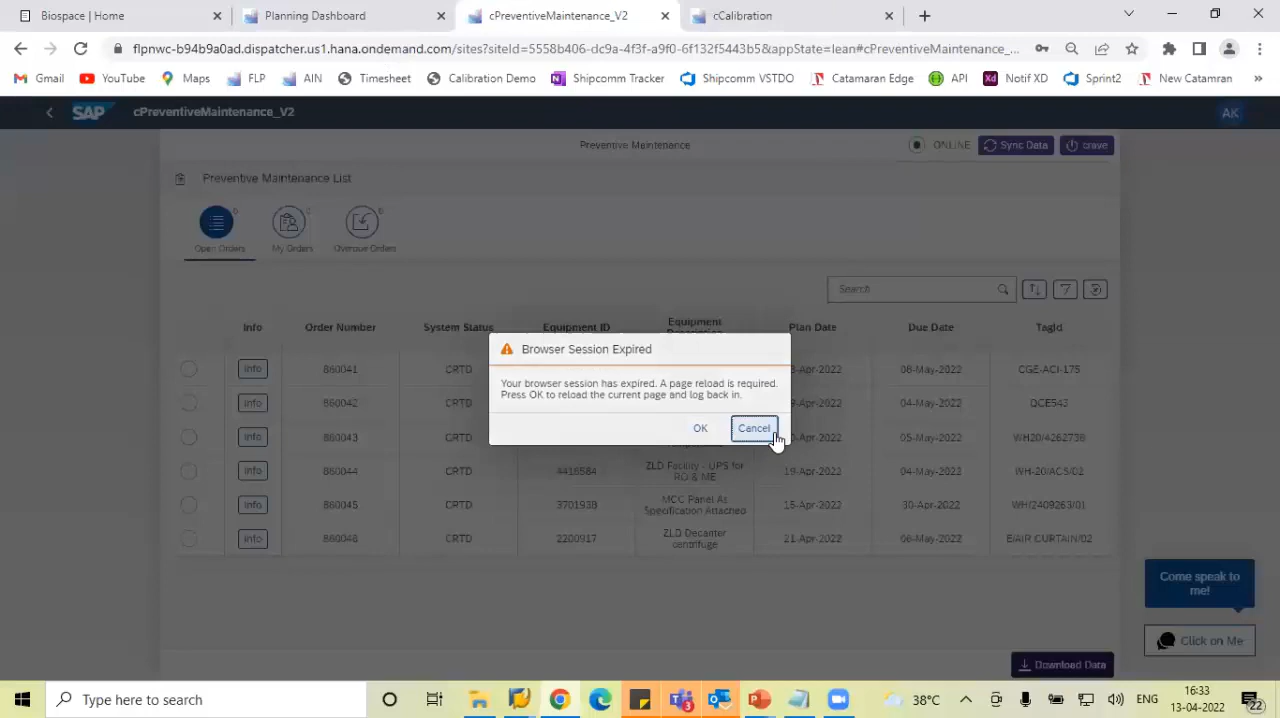 Biospace | Home
Planning Dashboard
cPreventiveMaintenance_V2
cCalibration
flpnwc-b94b9a0ad.dispatcher.us1.hana.ondemand.com/sites?siteId=5558b406-dc9a-4f3f-a9f0-6f132f5443b5&appState=lean#cPreventiveMaintenance_...
Gmail YouTube Maps FLP AIN Timesheet Calibration Demo Shipcomm Tracker Shipcomm VSTDO Catamaran Edge API Notif XD Sprint2 New Catamran »
SAP cPreventiveMaintenance_V2 AK
Preventive Maintenance ONLINE Sync Data crave
Preventive Maintenance List
Open Orders My Orders Overdue Orders
Search
Info Order Number System Status Equipment ID Equipment Plan Date Due Date TagId
Info 860041 CRTD 08-May-2022 CGE-ACI-175
Info 860042 CRTD 04-May-2022 QCE543
Info 860043 CRTD 05-May-2022 WH20/4262738
Info 860044 CRTD 4416584 ZLD Facility - UPS for
RO & ME 19-Apr-2022 04-May-2022 WH-20/ACS/02
Info 860045 CRTD 3701938 MCC Panel As
Specification Attached 15-Apr-2022 30-Apr-2022 WH/2409263/01
Info 860046 CRTD 2200917 ZLD Decanter
centrifuge 21-Apr-2022 06-May-2022 E/AIR CURTAIN/02
Browser Session Expired
Your browser session has expired. A page reload is required.
Press OK to reload the current page and log back in.
OK Cancel
Come speak to
me!
Click on Me
Download Data
Type here to search
3
38°C
ENG
16:33
13-04-2022
22